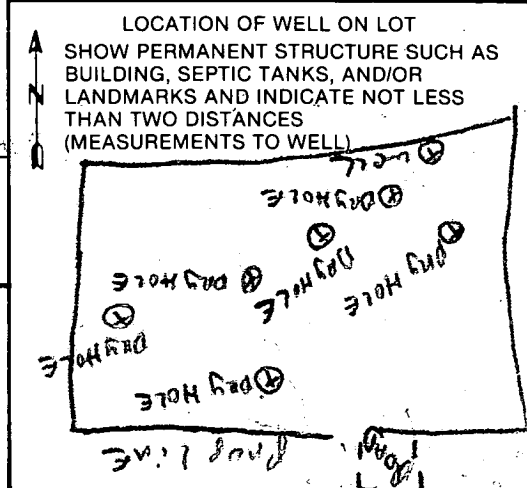 LOCATION OF WELL ON LOT
SHOW PERMANENT STRUCTURE SUCH AS
BUILDING, SEPTIC TANKS, AND/OR
N LANDMARKS AND INDICATE NOT LESS
THAN TWO DISTANCES
(MEASUREMENTS TO WELL)
WELL
DRY HOLE
DRY HOLE
DRY HOLE
DRY HOLE
DRY HOLE
DRY HOLE
Prop LINE
ROAD